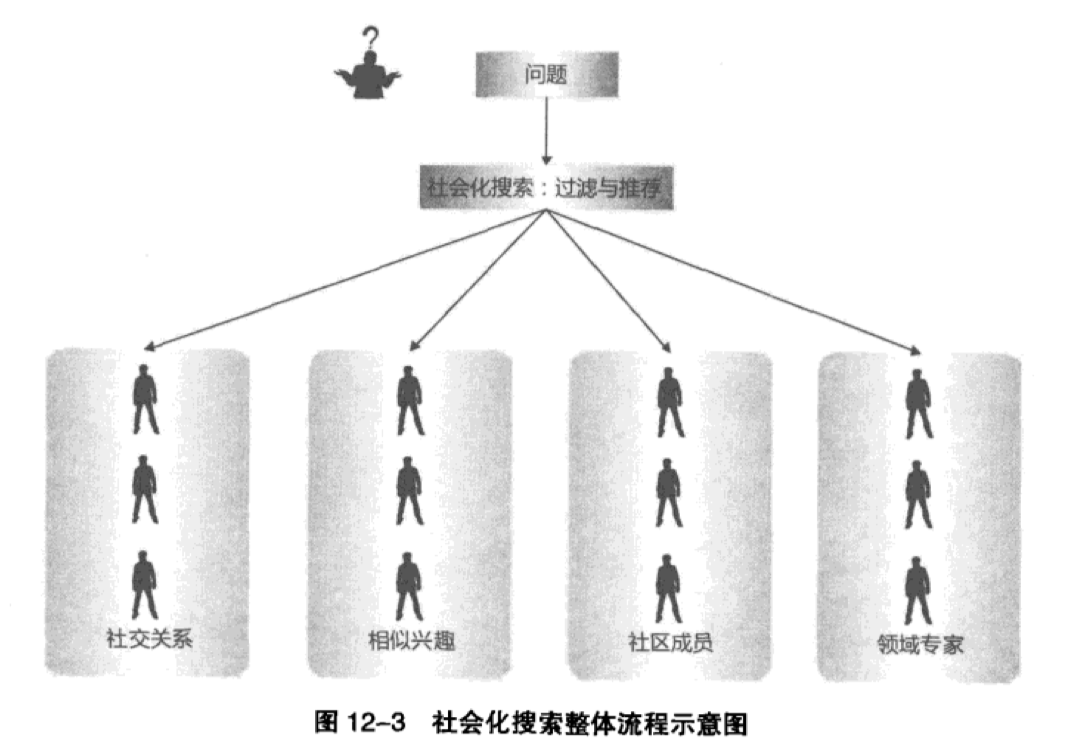 ?
问题
社会化搜索：过滤与推荐
社交关系
相似兴趣
社区成员
领域专家
图 12-3 社会化搜索整体流程示意图